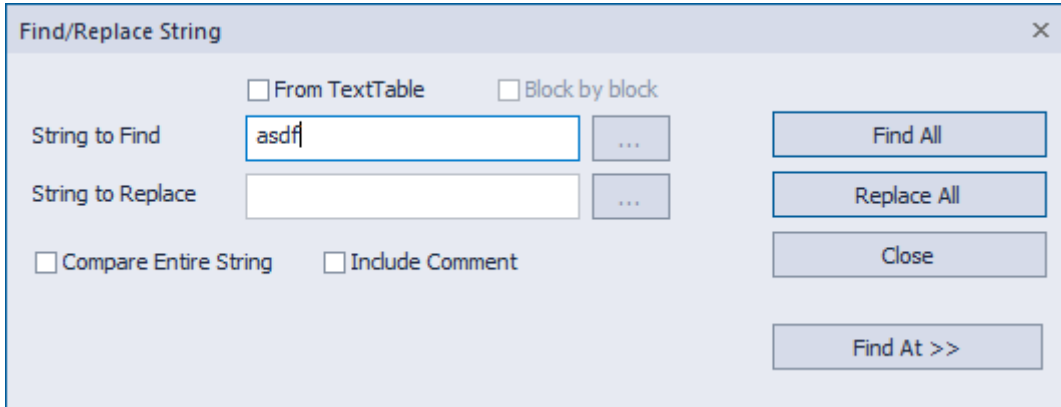 Find/Replace String
From TextTable Block by block
String to Find asdf ... Find All
String to Replace ... Replace All
Compare Entire String Include Comment Close
Find At >>